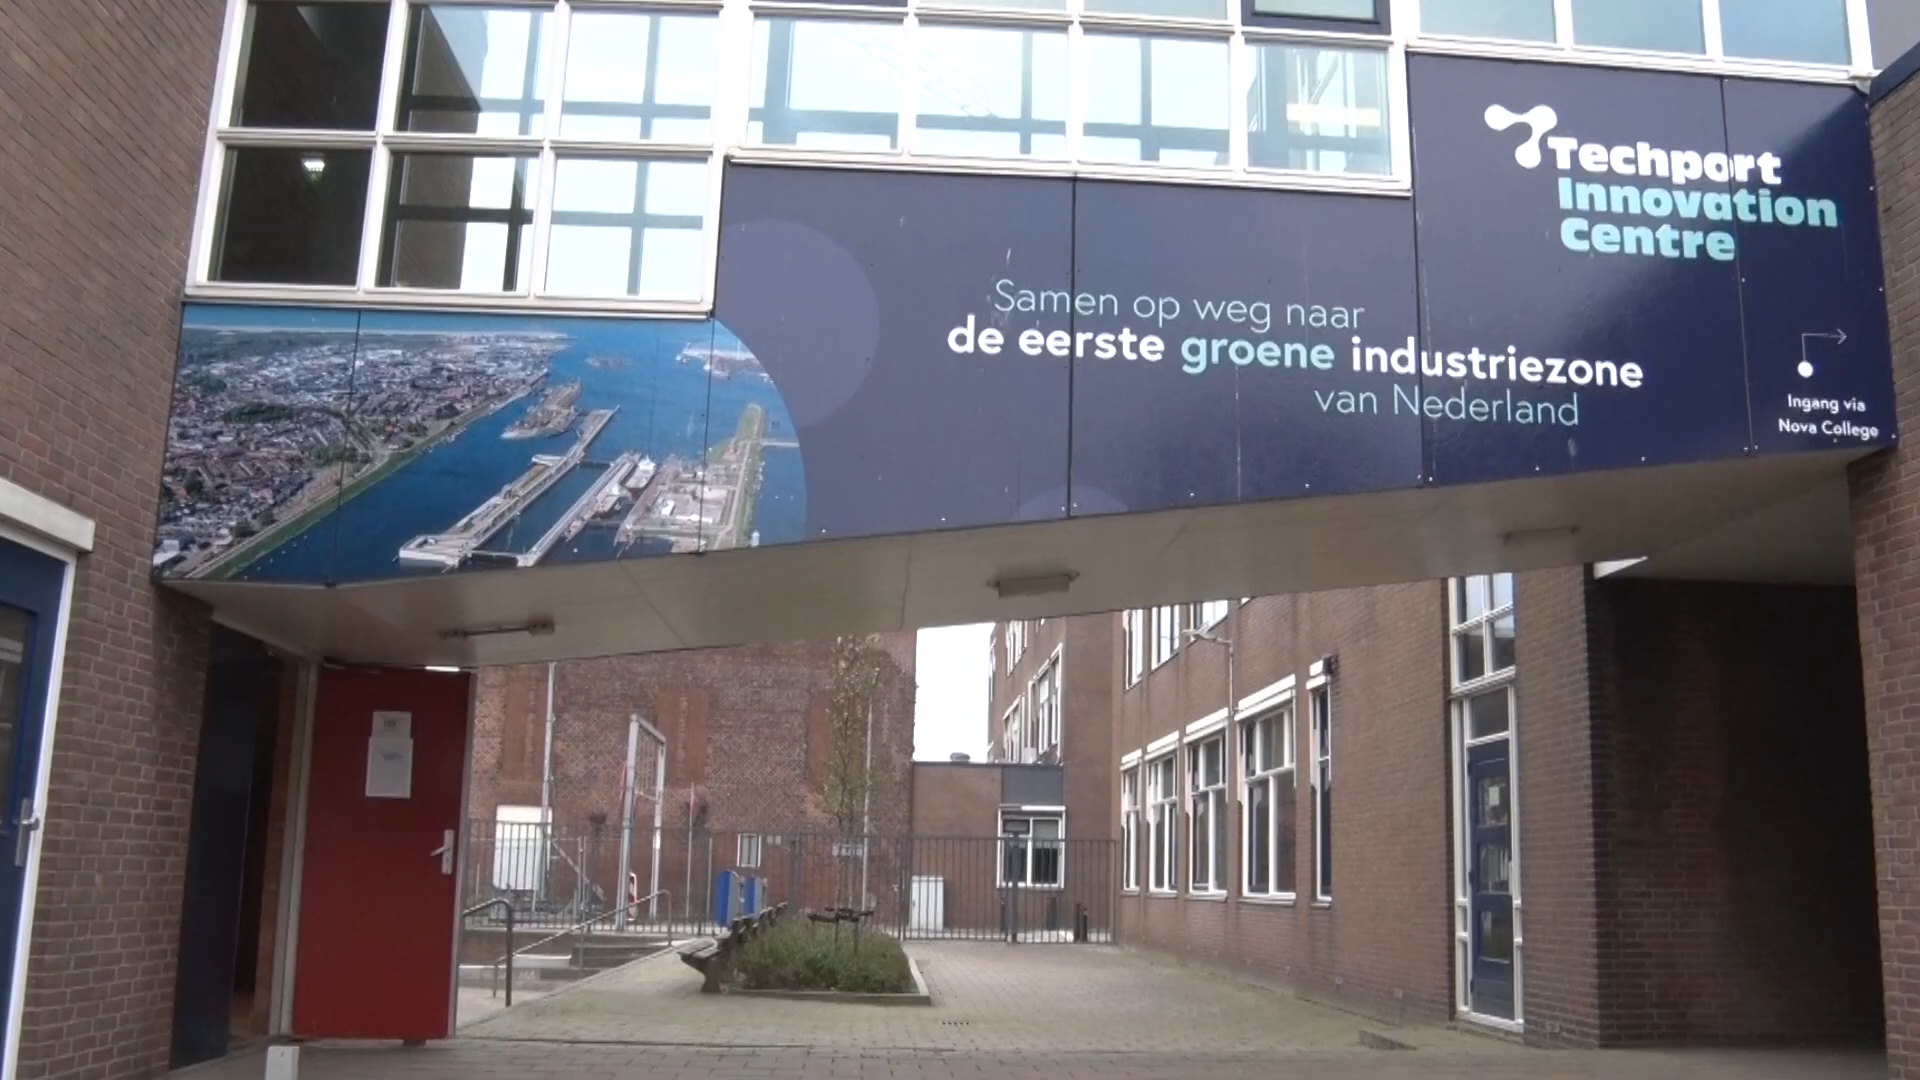 Techport
Innovation
Centre
Samen op weg naar
de eerste groene industriezone
van Nederland
Ingang via
Nova College